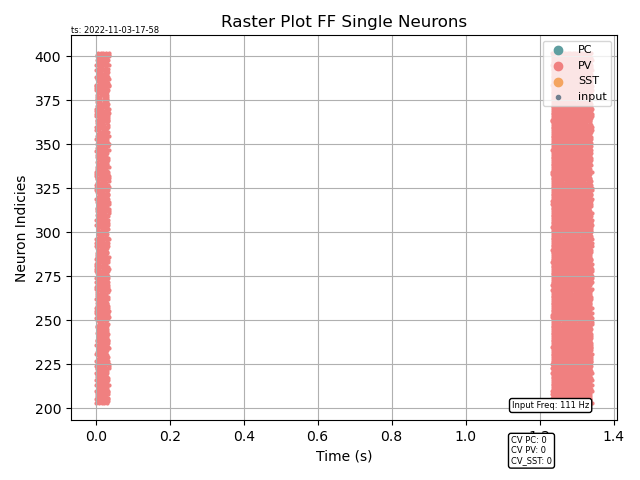 Raster Plot FF Single Neurons
ts: 2022-11-03-17-58
PC
PV
SST
input
400
375
350
325
300
275
250
225
200
Neuron Indicies
Input Freq: 111 Hz
0.0 0.2 0.4 0.6 0.8 1.0 1.2 1.4
Time (s)
CV PC: 0
CV PV: 0
CV_SST: 0